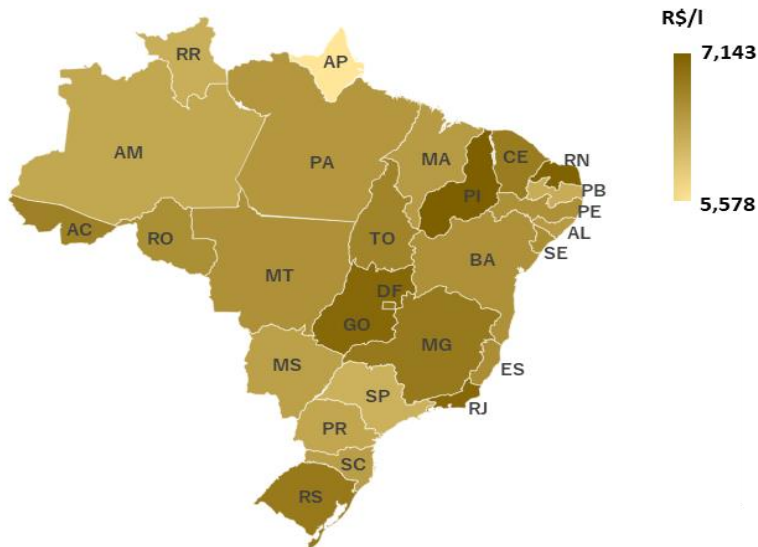 R$/l
7,143
5,578
RR
AP
AM
PA
MA
CE
RN
PB
PI
PE
AL
AC
RO
TO
SE
BA
MT
DF
GO
MG
MS
ES
SP
RJ
PR
SC
RS